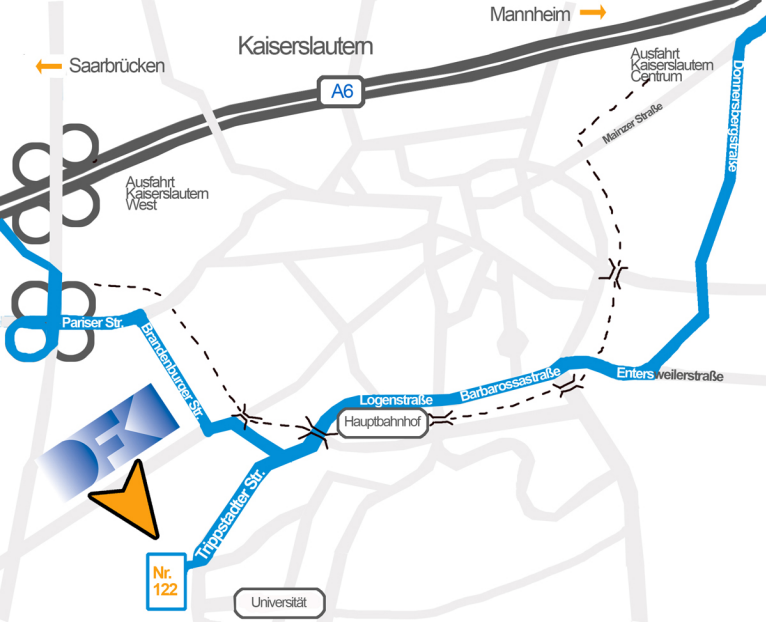 Mannheim
Kaiserslautern
Saarbrücken
A6
Ausfahrt
Kaiserslautern
Centrum
Mainzer Straße
Donnersbergstraße
Ausfahrt
Kaiserslautern
West
Pariser Str.
Brandenburger Str.
Logenstraße
Barbarossastraße
Entersweilerstraße
Hauptbahnhof
DFK
Trippstadter Str.
Nr.
122
Universität